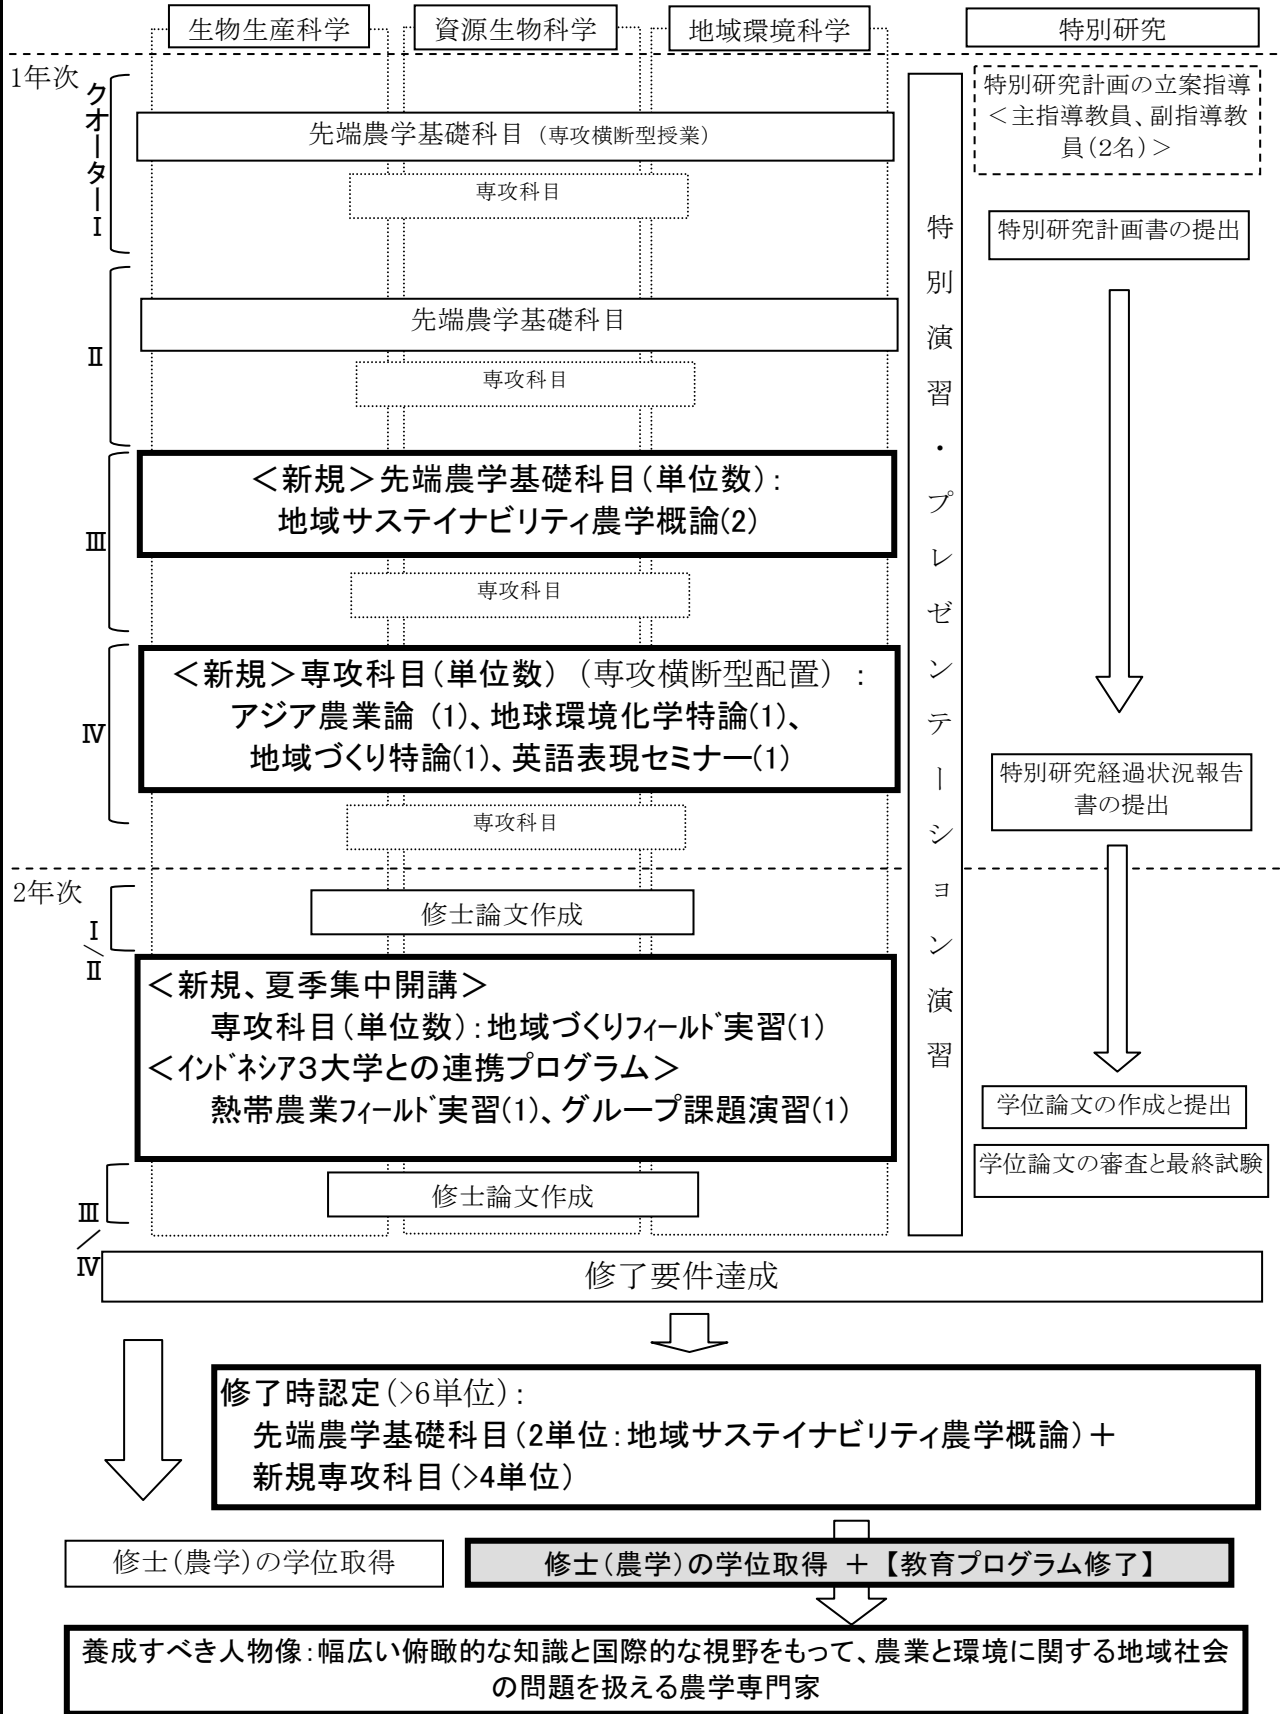 生物生産科学
資源生物科学
地域環境科学
特別研究
1年次
クオーターⅠ
先端農学基礎科目（専攻横断型授業）
専攻科目
特別研究計画の立案指導
＜主指導教員、副指導教
員（2名）＞
特別研究計画書の提出
Ⅱ
先端農学基礎科目
専攻科目
特別演習・プレゼンテーション演習
Ⅲ
＜新規＞先端農学基礎科目（単位数）：
地域サステイナビリティ農学概論(2)
専攻科目
Ⅳ
＜新規＞専攻科目（単位数）（専攻横断型配置）：
アジア農業論 (1)、地球環境化学特論(1)、
地域づくり特論(1)、英語表現セミナー(1)
専攻科目
特別研究経過状況報告
書の提出
2年次
Ⅰ／Ⅱ
修士論文作成
＜新規、夏季集中開講＞
専攻科目（単位数）：地域づくりフィールﾄﾞ実習(1)
＜インﾄﾞネシア３大学との連携プログラム＞
熱帯農業フィールﾄﾞ実習(1)、グループ課題演習(1)
学位論文の作成と提出
学位論文の審査と最終試験
Ⅲ／Ⅳ
修士論文作成
修了要件達成
修了時認定（>6単位）：
先端農学基礎科目（2単位：地域サステイナビリティ農学概論）＋
新規専攻科目（>4単位）
修士（農学）の学位取得
修士（農学）の学位取得 ＋【教育プログラム修了】
養成すべき人物像：幅広い俯瞰的な知識と国際的な視野をもって、農業と環境に関する地域社会
の問題を扱える農学専門家